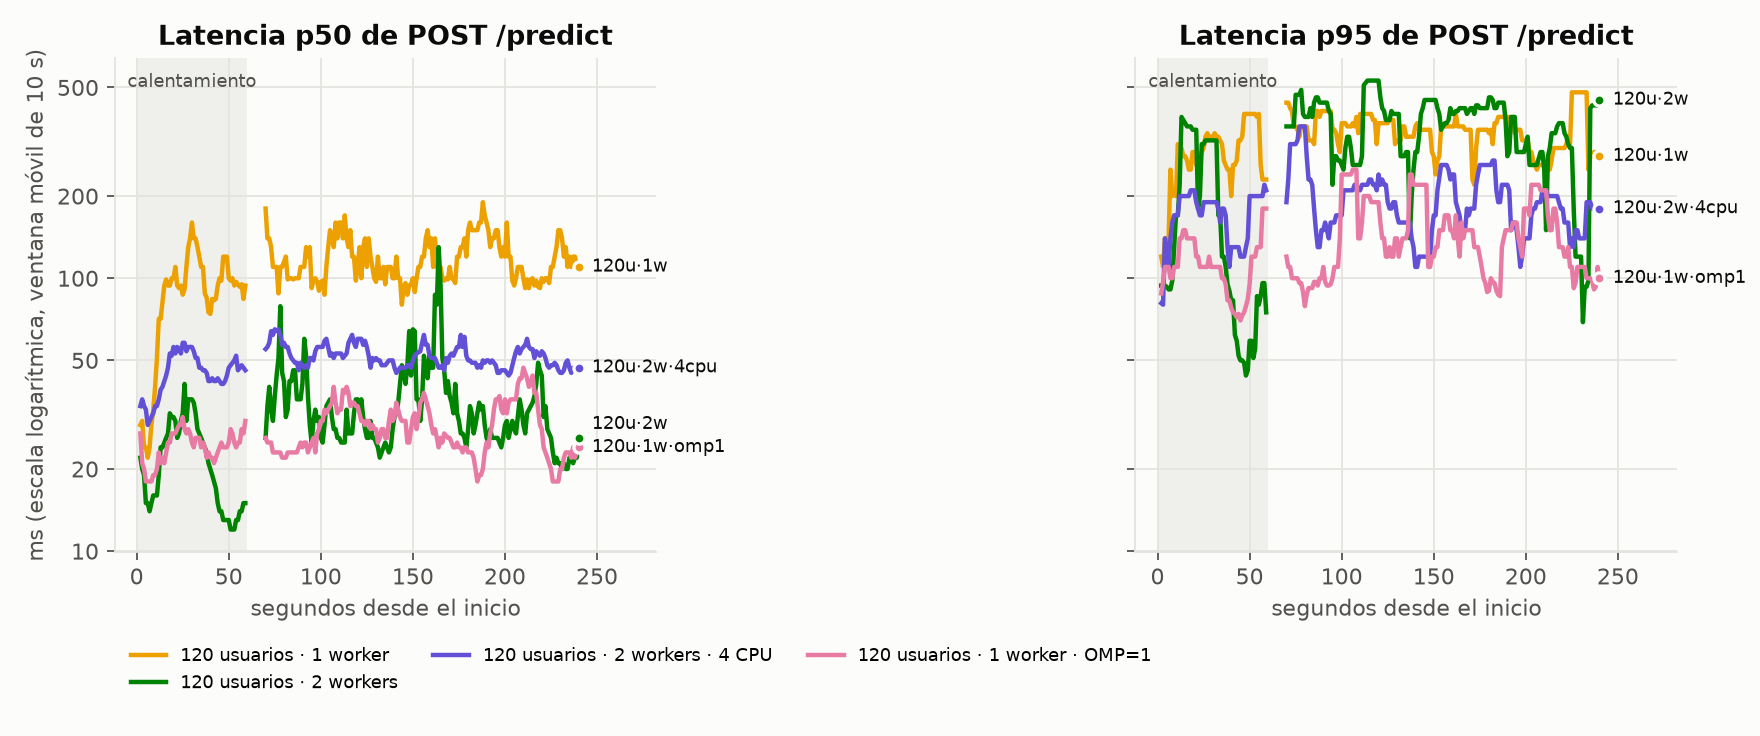 Latencia p50 de POST /predict
ms (escala logarítmica, ventana móvil de 10 s)
500
200
100
50
20
10
calentamiento
120u·1w
120u·2w·4cpu
120u·2w
120u·1w·omp1
0 50 100 150 200 250
segundos desde el inicio
Latencia p95 de POST /predict
calentamiento
120u·2w
120u·1w
120u·2w·4cpu
120u·1w·omp1
0 50 100 150 200 250
segundos desde el inicio
120 usuarios · 1 worker
120 usuarios · 2 workers · 4 CPU
120 usuarios · 1 worker · OMP=1
120 usuarios · 2 workers